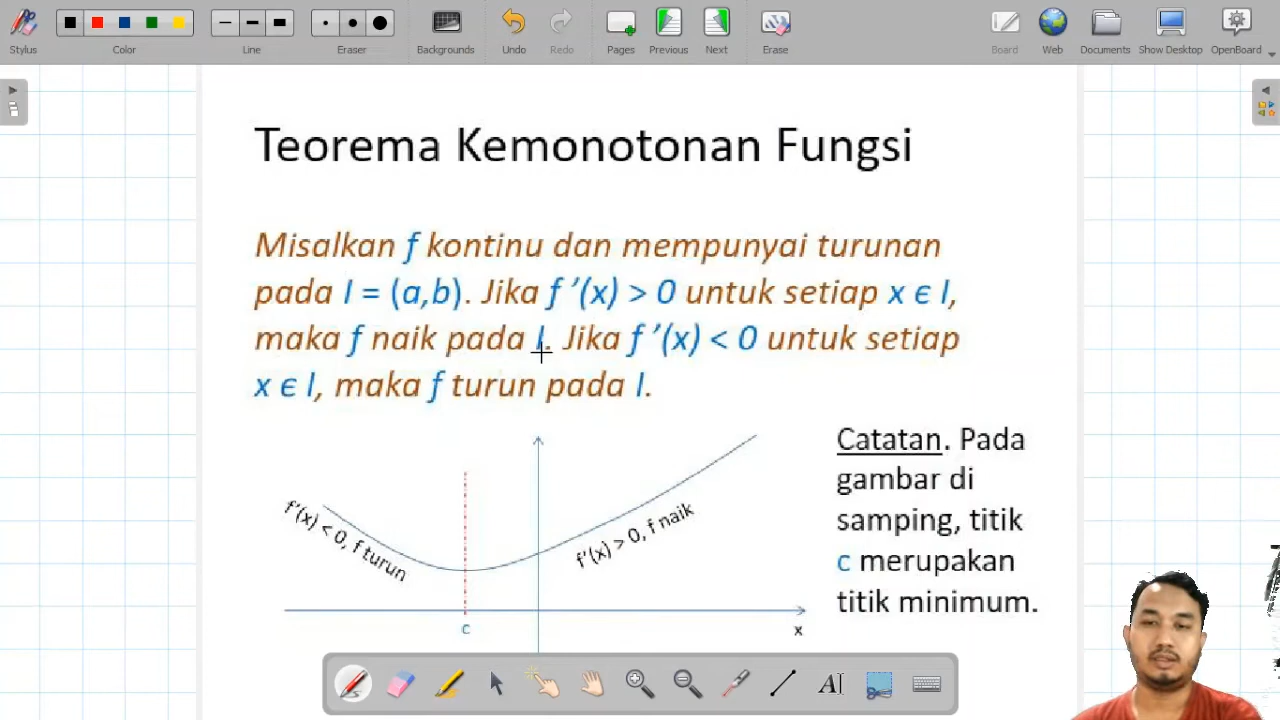 Stylus
Color
Line
Eraser
Backgrounds
Undo
Redo
Pages
Previous
Next
Erase
Board
Web
Documents
Show Desktop
OpenBoard
Teorema Kemonotonan Fungsi
Misalkan f kontinu dan mempunyai turunan
pada I = (a,b). Jika f ’(x) > 0 untuk setiap x ϵ I,
maka f naik pada I. Jika f ’(x) < 0 untuk setiap
x ϵ I, maka f turun pada I.
f’(x) < 0, f turun
f’(x) > 0, f naik
c
x
Catatan. Pada
gambar di
samping, titik
c merupakan
titik minimum.